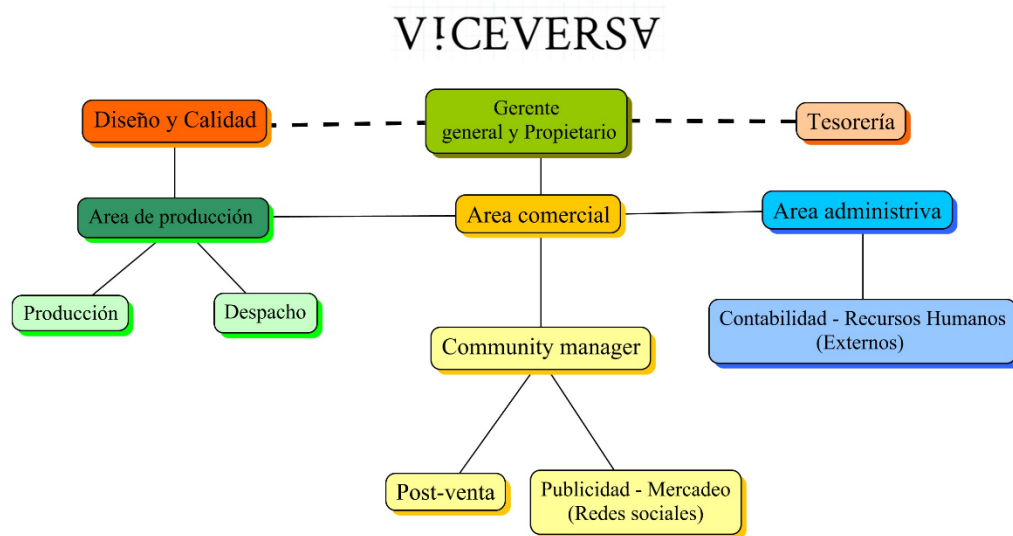 V!CEVERSA
Diseño y Calidad
Gerente
general y Propietario
Tesorería
Area de producción
Area comercial
Area administriva
Producción
Despacho
Contabilidad - Recursos Humanos
(Externos)
Community manager
Post-venta
Publicidad - Mercadeo
(Redes sociales)